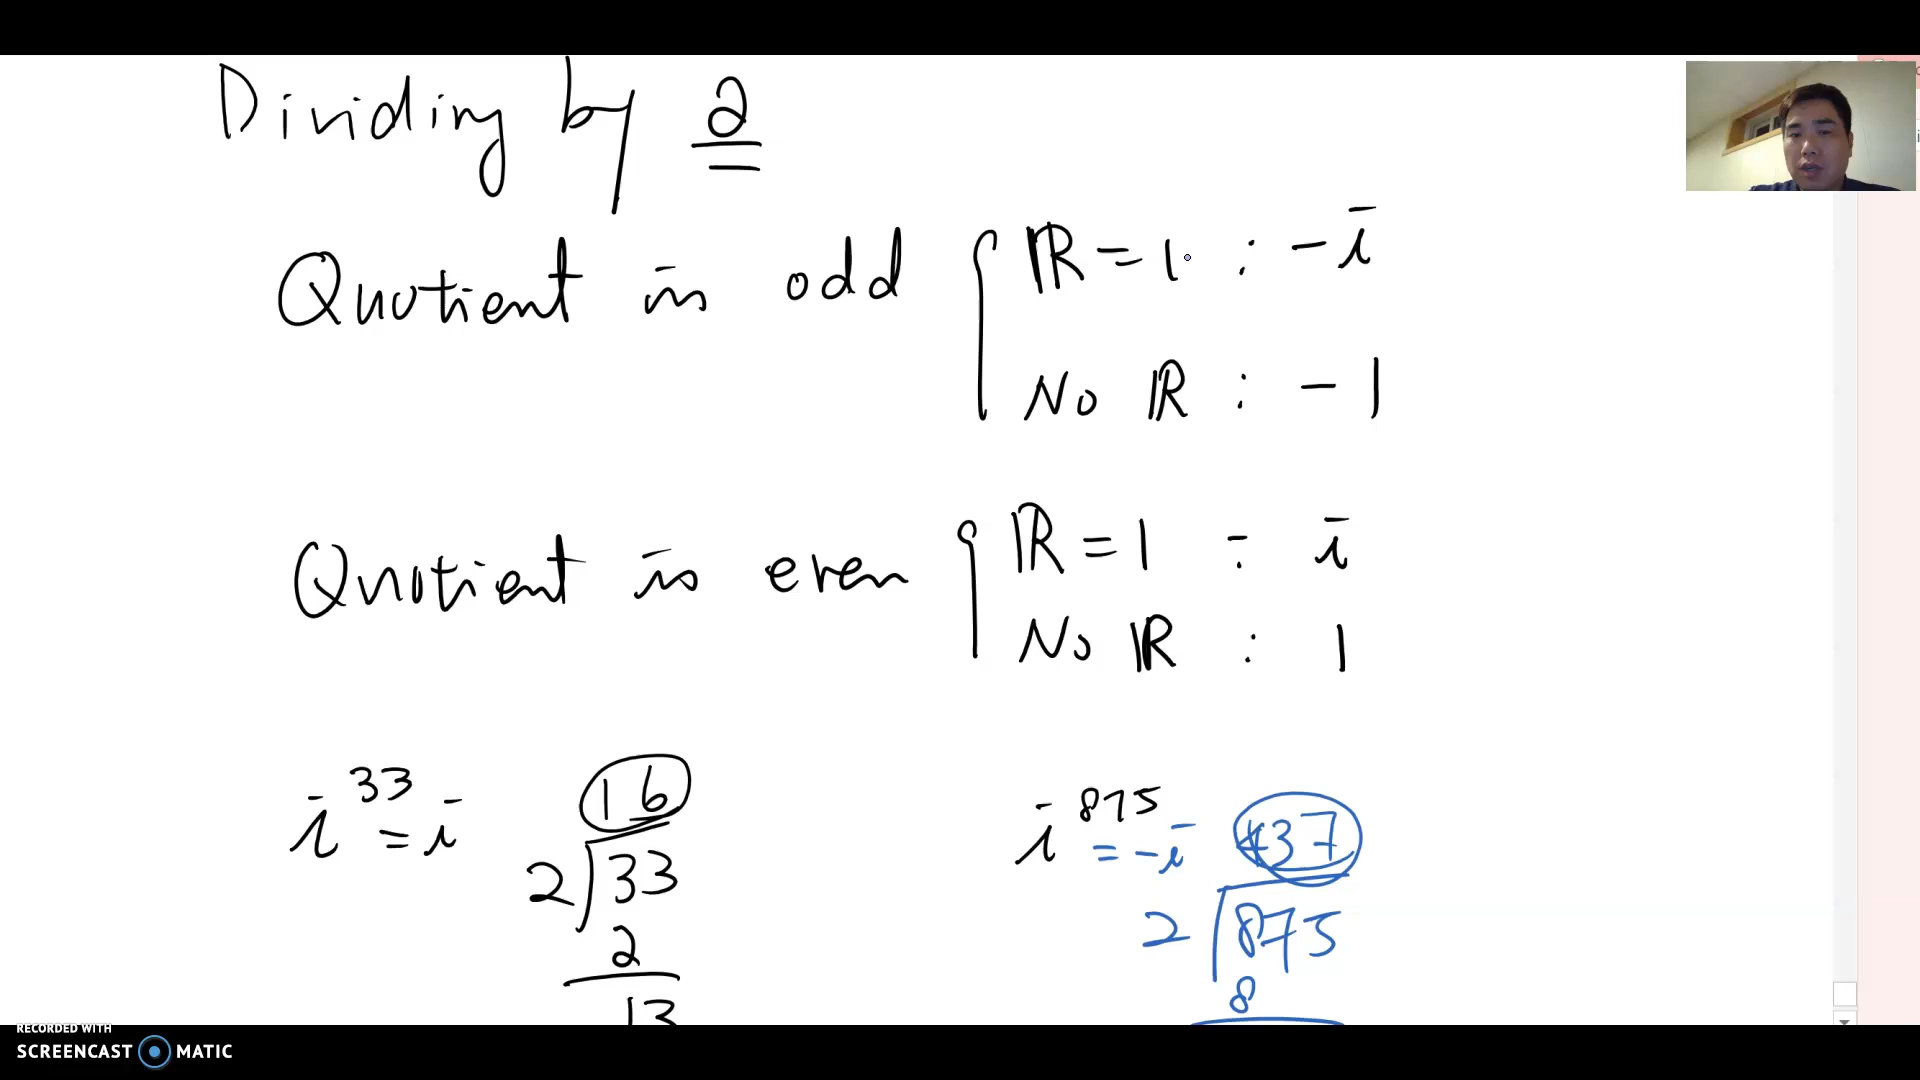 Dividing by 2
Quotient is odd { R = 1 : -i
No R : -1
Quotient is even { R = 1 : i
No R : 1
i^33 = i
16
2 33
2
13
i^875 = -i
437
2 875
8
RECORDED WITH
SCREENCAST MATIC